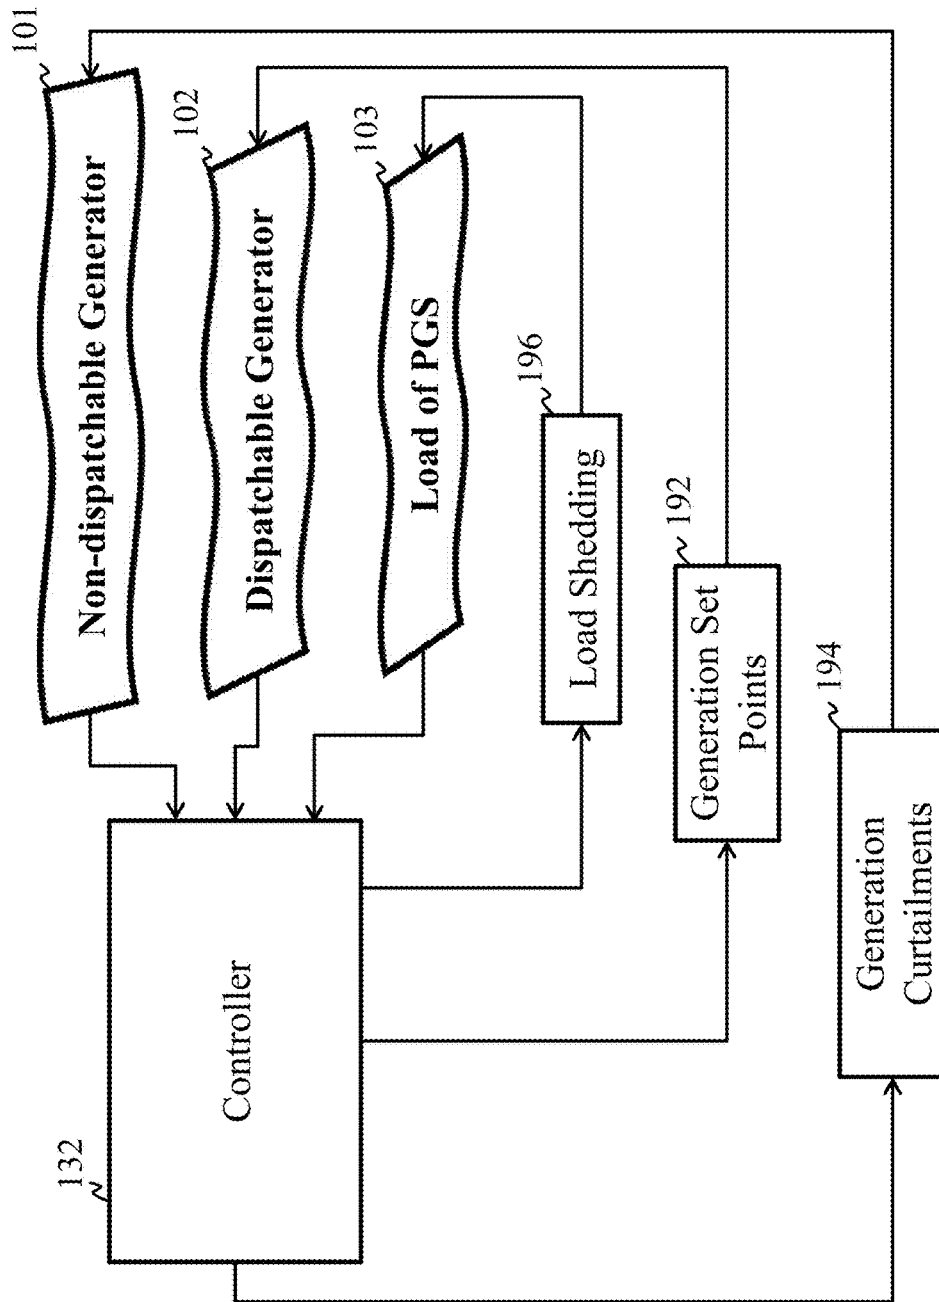 101
Non-dispatchable Generator
102
Dispatchable Generator
103
Load of PGS
132
Controller
196
Load Shedding
192
Generation Set
Points
194
Generation
Curtailments